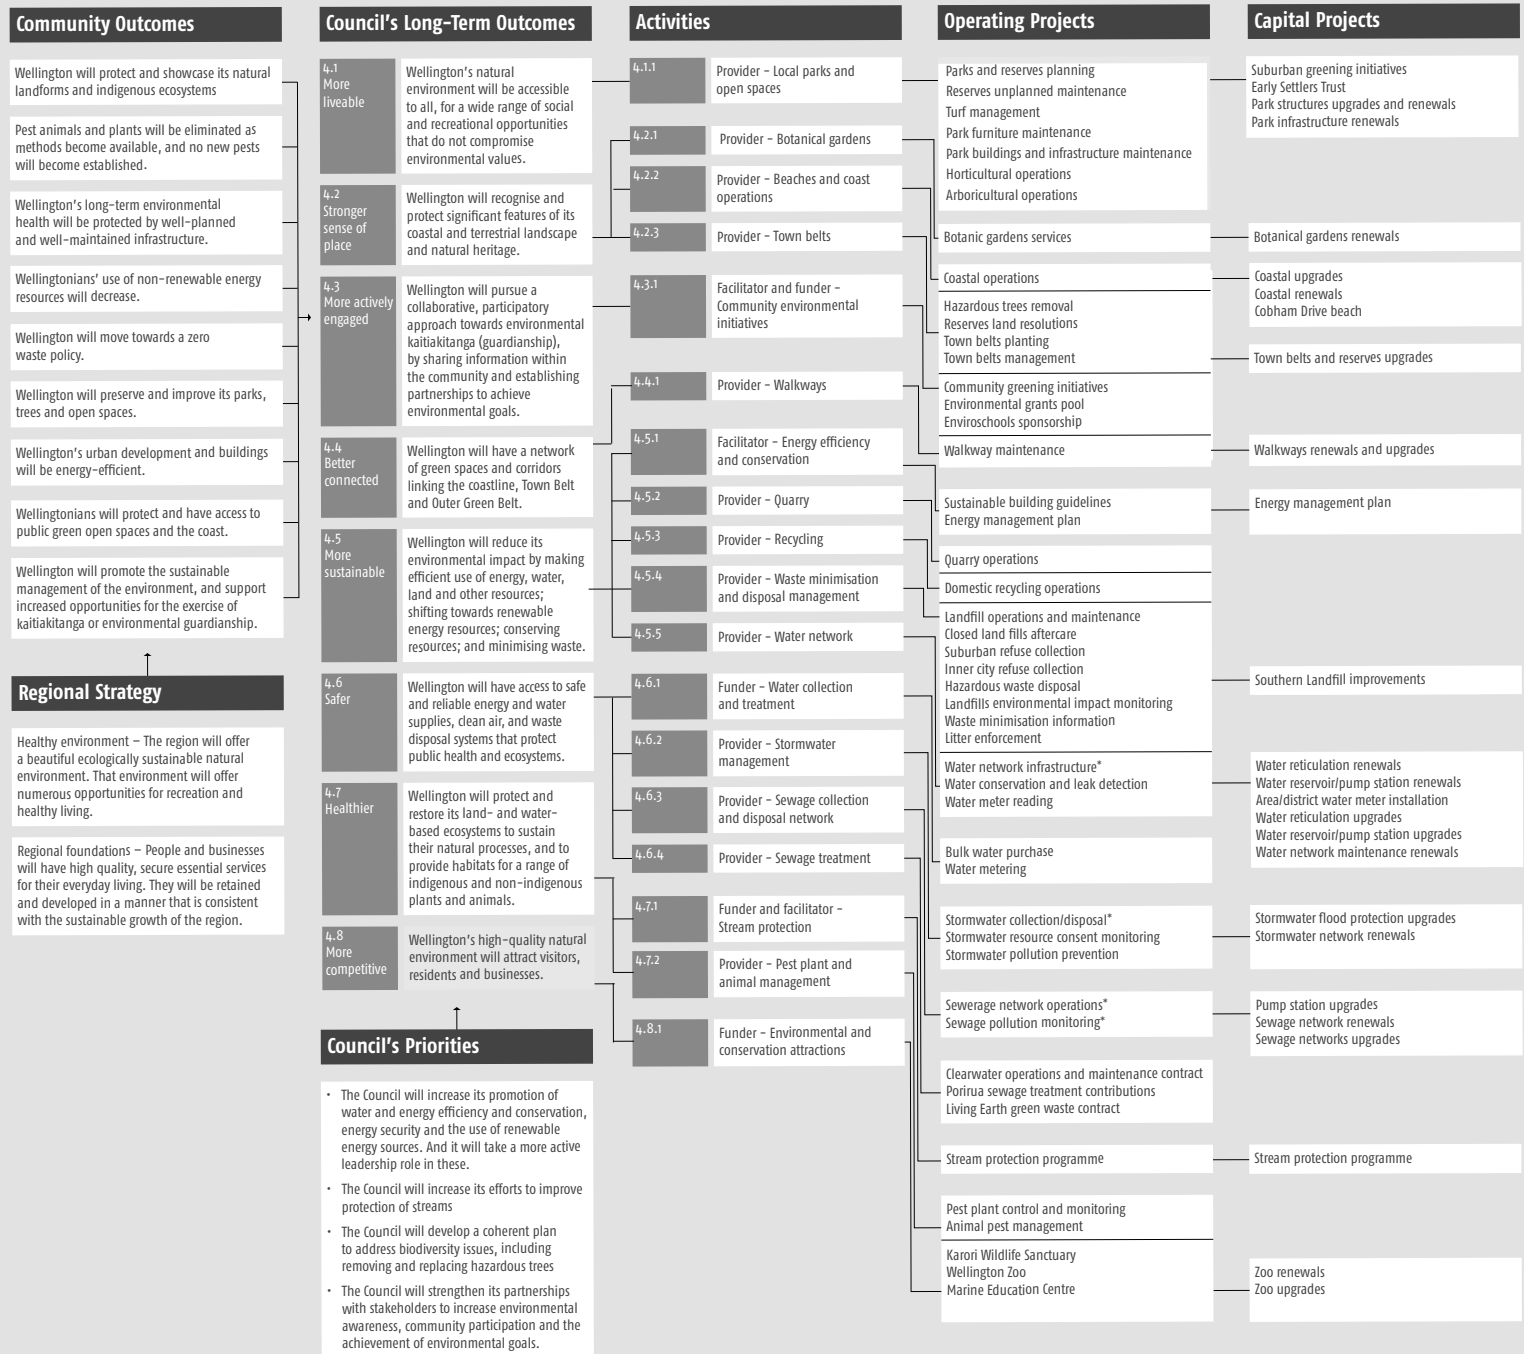 Community Outcomes
Wellington will protect and showcase its natural
landforms and indigenous ecosystems
Pest animals and plants will be eliminated as
methods become available, and no new pests
will become established.
Wellington's long-term environmental
health will be protected by well-planned
and well-maintained infrastructure.
Wellingtonians' use of non-renewable energy
resources will decrease.
Wellington will move towards a zero
waste policy.
Wellington will preserve and improve its parks,
trees and open spaces.
Wellington's urban development and buildings
will be energy-efficient.
Wellingtonians will protect and have access to
public green open spaces and the coast.
Wellington will promote the sustainable
management of the environment, and support
increased opportunities for the exercise of
kaitiakitanga or environmental guardianship.
Regional Strategy
Healthy environment – The region will offer
a beautiful ecologically sustainable natural
environment. That environment will offer
numerous opportunities for recreation and
healthy living.
Regional foundations – People and businesses
will have high quality, secure essential services
for their everyday living. They will be retained
and developed in a manner that is consistent
with the sustainable growth of the region.
Council's Long-Term Outcomes
4.1
More
liveable
Wellington's natural
environment will be accessible
to all, for a wide range of social
and recreational opportunities
that do not compromise
environmental values.
4.2
Stronger
sense of
place
Wellington will recognise and
protect significant features of its
coastal and terrestrial landscape
and natural heritage.
4.3
More actively
engaged
Wellington will pursue a
collaborative, participatory
approach towards environmental
kaitiakitanga (guardianship),
by sharing information within
the community and establishing
partnerships to achieve
environmental goals.
4.4
Better
connected
Wellington will have a network
of green spaces and corridors
linking the coastline, Town Belt
and Outer Green Belt.
4.5
More
sustainable
Wellington will reduce its
environmental impact by making
efficient use of energy, water,
land and other resources;
shifting towards renewable
energy resources; conserving
resources; and minimising waste.
4.6
Safer
Wellington will have access to safe
and reliable energy and water
supplies, clean air, and waste
disposal systems that protect
public health and ecosystems.
4.7
Healthier
Wellington will protect and
restore its land- and water-
based ecosystems to sustain
their natural processes, and to
provide habitats for a range of
indigenous and non-indigenous
plants and animals.
4.8
More
competitive
Wellington's high-quality natural
environment will attract visitors,
residents and businesses.
Council's Priorities
• The Council will increase its promotion of
water and energy efficiency and conservation,
energy security and the use of renewable
energy sources. And it will take a more active
leadership role in these.
• The Council will increase its efforts to improve
protection of streams
• The Council will develop a coherent plan
to address biodiversity issues, including
removing and replacing hazardous trees
• The Council will strengthen its partnerships
with stakeholders to increase environmental
awareness, community participation and the
achievement of environmental goals.
Activities
4.1.1
Provider – Local parks and
open spaces
4.2.1
Provider – Botanical gardens
4.2.2
Provider – Beaches and coast
operations
4.2.3
Provider – Town belts
4.3.1
Facilitator and funder –
Community environmental
initiatives
4.4.1
Provider – Walkways
4.5.1
Facilitator – Energy efficiency
and conservation
4.5.2
Provider – Quarry
4.5.3
Provider – Recycling
4.5.4
Provider – Waste minimisation
and disposal management
4.5.5
Provider – Water network
4.6.1
Funder – Water collection
and treatment
4.6.2
Provider – Stormwater
management
4.6.3
Provider – Sewage collection
and disposal network
4.6.4
Provider – Sewage treatment
4.7.1
Funder and facilitator –
Stream protection
4.7.2
Provider – Pest plant and
animal management
4.8.1
Funder – Environmental and
conservation attractions
Operating Projects
Parks and reserves planning
Reserves unplanned maintenance
Turf management
Park furniture maintenance
Park buildings and infrastructure maintenance
Horticultural operations
Arboricultural operations
Botanic gardens services
Coastal operations
Hazardous trees removal
Reserves land resolutions
Town belts planting
Town belts management
Community greening initiatives
Environmental grants pool
Enviroschools sponsorship
Walkway maintenance
Sustainable building guidelines
Energy management plan
Quarry operations
Domestic recycling operations
Landfill operations and maintenance
Closed land fills aftercare
Suburban refuse collection
Inner city refuse collection
Hazardous waste disposal
Landfills environmental impact monitoring
Waste minimisation information
Litter enforcement
Water network infrastructure*
Water conservation and leak detection
Water meter reading
Bulk water purchase
Water metering
Stormwater collection/disposal*
Stormwater resource consent monitoring
Stormwater pollution prevention
Sewerage network operations*
Sewage pollution monitoring*
Clearwater operations and maintenance contract
Porirua sewage treatment contributions
Living Earth green waste contract
Stream protection programme
Pest plant control and monitoring
Animal pest management
Karori Wildlife Sanctuary
Wellington Zoo
Marine Education Centre
Capital Projects
Suburban greening initiatives
Early Settlers Trust
Park structures upgrades and renewals
Park infrastructure renewals
Botanical gardens renewals
Coastal upgrades
Coastal renewals
Cobham Drive beach
Town belts and reserves upgrades
Walkways renewals and upgrades
Energy management plan
Southern Landfill improvements
Water reticulation renewals
Water reservoir/pump station renewals
Area/district water meter installation
Water reticulation upgrades
Water reservoir/pump station upgrades
Water network maintenance renewals
Stormwater flood protection upgrades
Stormwater network renewals
Pump station upgrades
Sewage network renewals
Sewage networks upgrades
Stream protection programme
Zoo renewals
Zoo upgrades